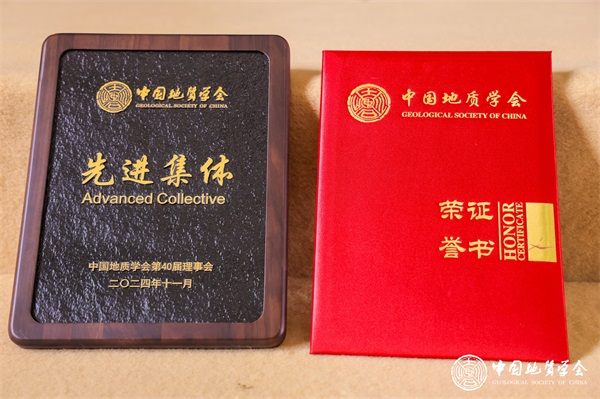 中国地质学会
GEOLOGICAL SOCIETY OF CHINA
先进集体
Advanced Collective
中国地质学会第40届理事会
二〇二四年十一月
中国地质学会
GEOLOGICAL SOCIETY OF CHINA
荣证
誉书
HONOR
CERTIFICATE
中国地质学会
GEOLOGICAL SOCIETY OF CHINA